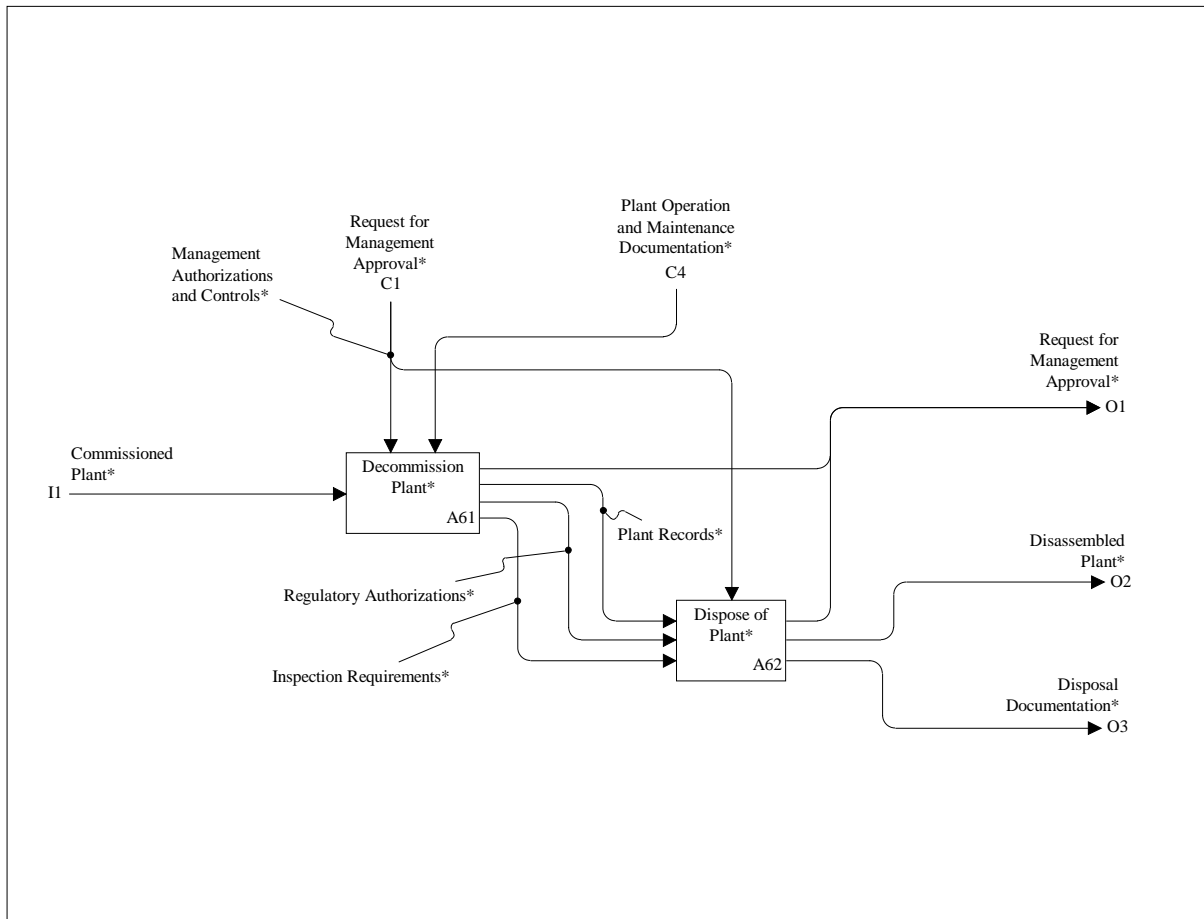 Plant Operation
and Maintenance
Documentation*
C4
Request for
Management
Approval*
C1
Management
Authorizations
and Controls*
Request for
Management
Approval*
O1
Commissioned
Plant*
I1
Decommission
Plant*
A61
Plant Records*
Disassembled
Plant*
O2
Regulatory Authorizations*
Dispose of
Plant*
A62
Inspection Requirements*
Disposal
Documentation*
O3